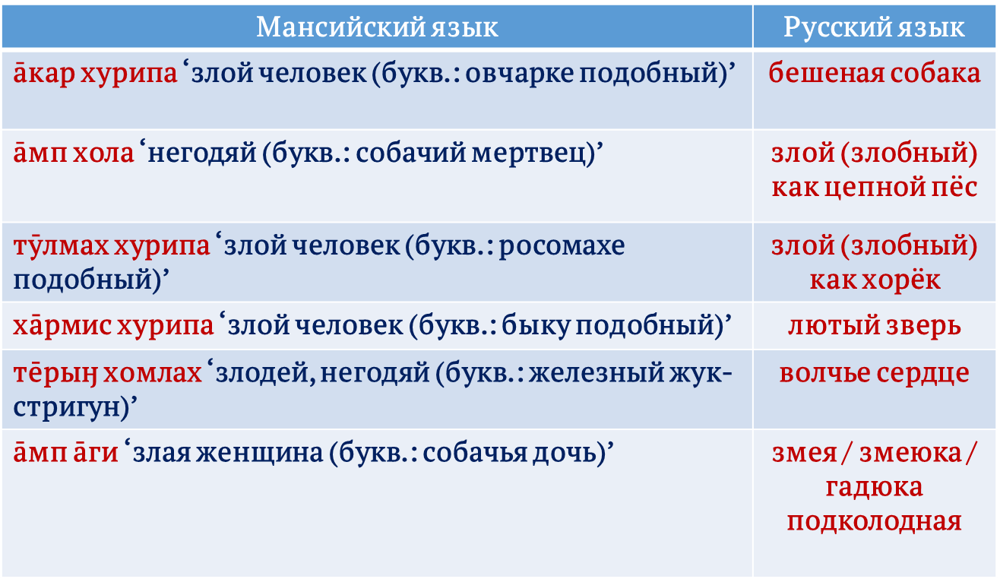 Мансийский язык
Русский язык
а̄кар хурипа ‘злой человек (букв.: овчарке подобный)’
бешеная собака
а̄мп хола ‘негодяй (букв.: собачий мертвец)’
злой (злобный)
как цепной пёс
тӯлмах хурипа ‘злой человек (букв.: росомахе
подобный)’
злой (злобный)
как хорёк
ха̄рмис хурипа ‘злой человек (букв.: быку подобный)’
лютый зверь
те̄рыӈ хомлах ‘злодей, негодяй (букв.: железный жук-
стригун)’
волчье сердце
а̄мп а̄ги ‘злая женщина (букв.: собачья дочь)’
змея / змеюка /
гадюка
подколодная